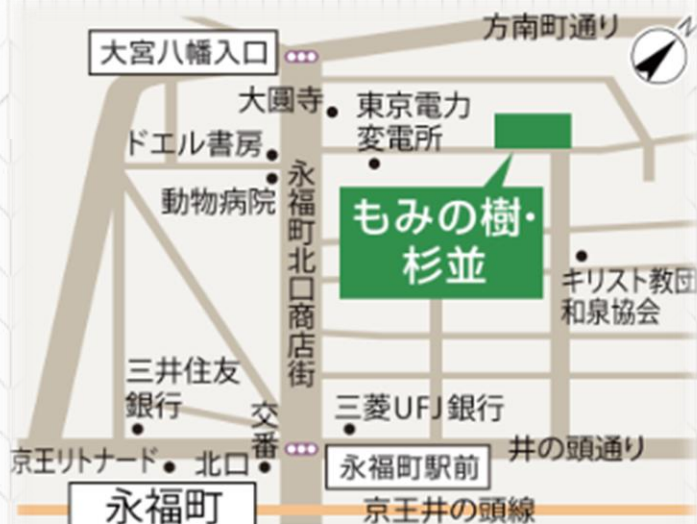 方南町通り
大宮八幡入口
N
大圓寺
東京電力
変電所
ドエル書房
動物病院
永福町北口商店街
もみの樹・
杉並
キリスト教団
和泉協会
三井住友
銀行
交番
三菱UFJ銀行
京王リトナード
北口
永福町駅前
井の頭通り
永福町
京王井の頭線